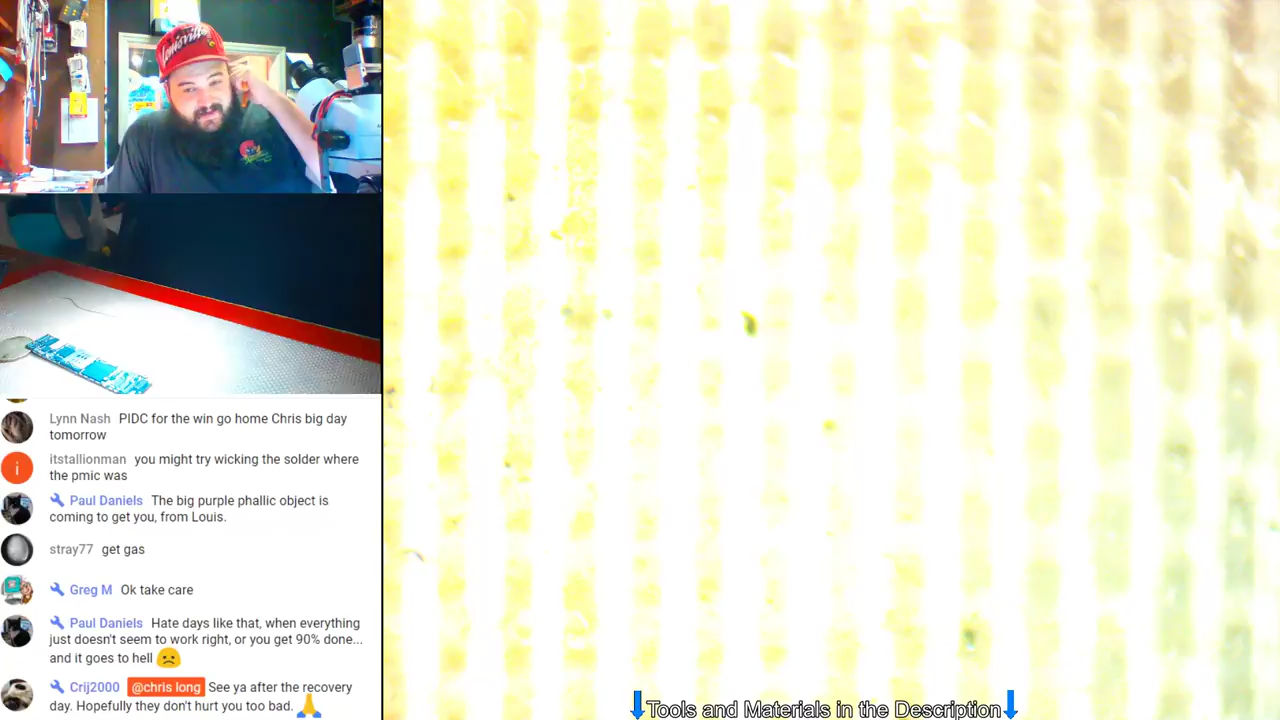 Louisville
Lynn Nash PIDC for the win go home Chris big day
tomorrow
itstallionman you might try wicking the solder where
the pmic was
Paul Daniels The big purple phallic object is
coming to get you, from Louis.
stray77 get gas
Greg M Ok take care
Paul Daniels Hate days like that, when everything
just doesn't seem to work right, or you get 90% done...
and it goes to hell
Crij2000 @chris long See ya after the recovery
day. Hopefully they don't hurt you too bad.
i
Tools and Materials in the Description